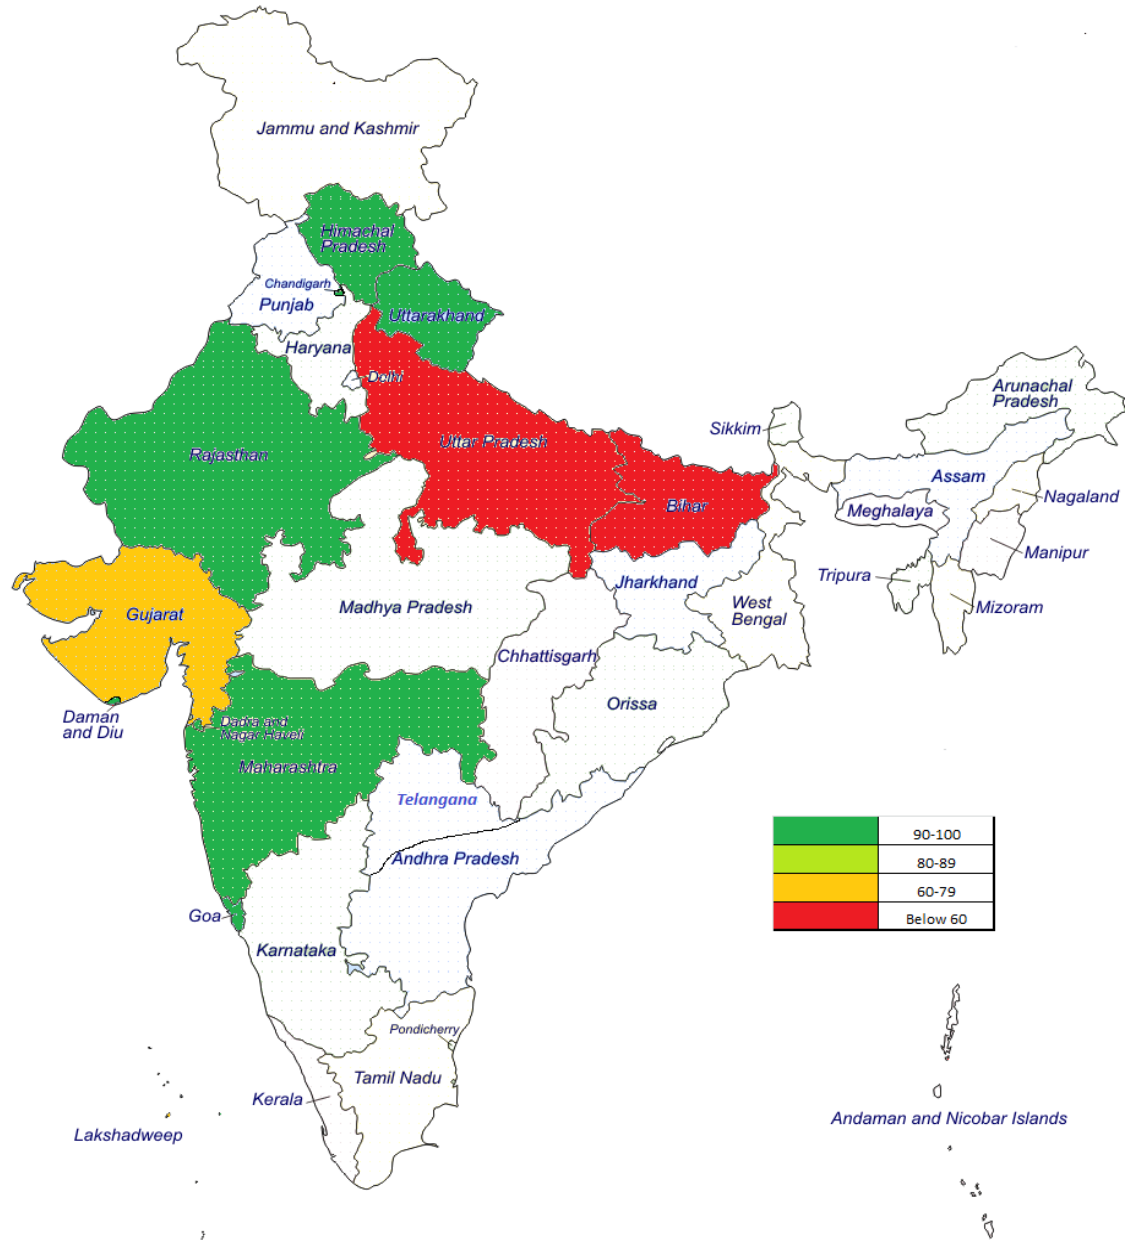 Jammu and Kashmir
Himachal
Pradesh
Chandigarh
Punjab
Uttarakhand
Haryana
Delhi
Arunachal
Pradesh
Sikkim
Uttar Pradesh
Rajasthan
Assam
Nagaland
Bihar
Meghalaya
Manipur
Tripura
Jharkhand
Mizoram
Gujarat
Madhya Pradesh
West
Bengal
Chhattisgarh
Orissa
Daman
and Diu
Dadra and
Nagar Haveli
Maharashtra
Telangana
90-100
Andhra Pradesh
80-89
60-79
Goa
Below 60
Karnataka
Pondicherry
Tamil Nadu
Kerala
Andaman and Nicobar Islands
Lakshadweep